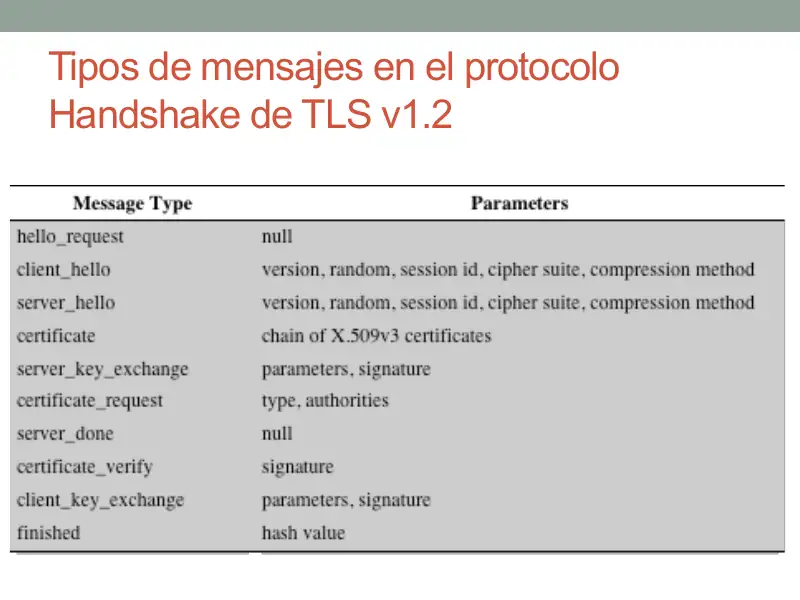 Tipos de mensajes en el protocolo
Handshake de TLS v1.2
Message Type Parameters
hello_request null
client_hello version, random, session id, cipher suite, compression method
server_hello version, random, session id, cipher suite, compression method
certificate chain of X.509v3 certificates
server_key_exchange parameters, signature
certificate_request type, authorities
server_done null
certificate_verify signature
client_key_exchange parameters, signature
finished hash value